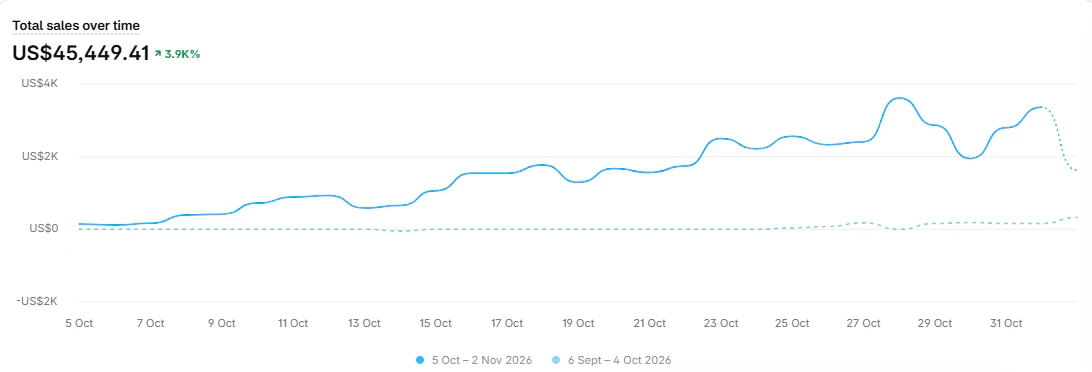 Total sales over time
US$45,449.41 ↗ 3.9K%
US$4K
US$2K
US$0
-US$2K
5 Oct 7 Oct 9 Oct 11 Oct 13 Oct 15 Oct 17 Oct 19 Oct 21 Oct 23 Oct 25 Oct 27 Oct 29 Oct 31 Oct
5 Oct – 2 Nov 2026 6 Sept – 4 Oct 2026